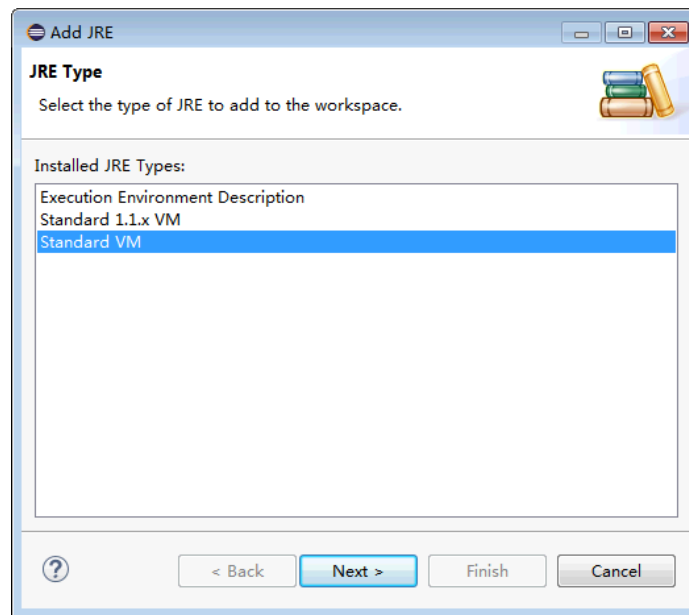 Add JRE
JRE Type
Select the type of JRE to add to the workspace.
Installed JRE Types:
Execution Environment Description
Standard 1.1.x VM
Standard VM
?
< Back Next > Finish Cancel